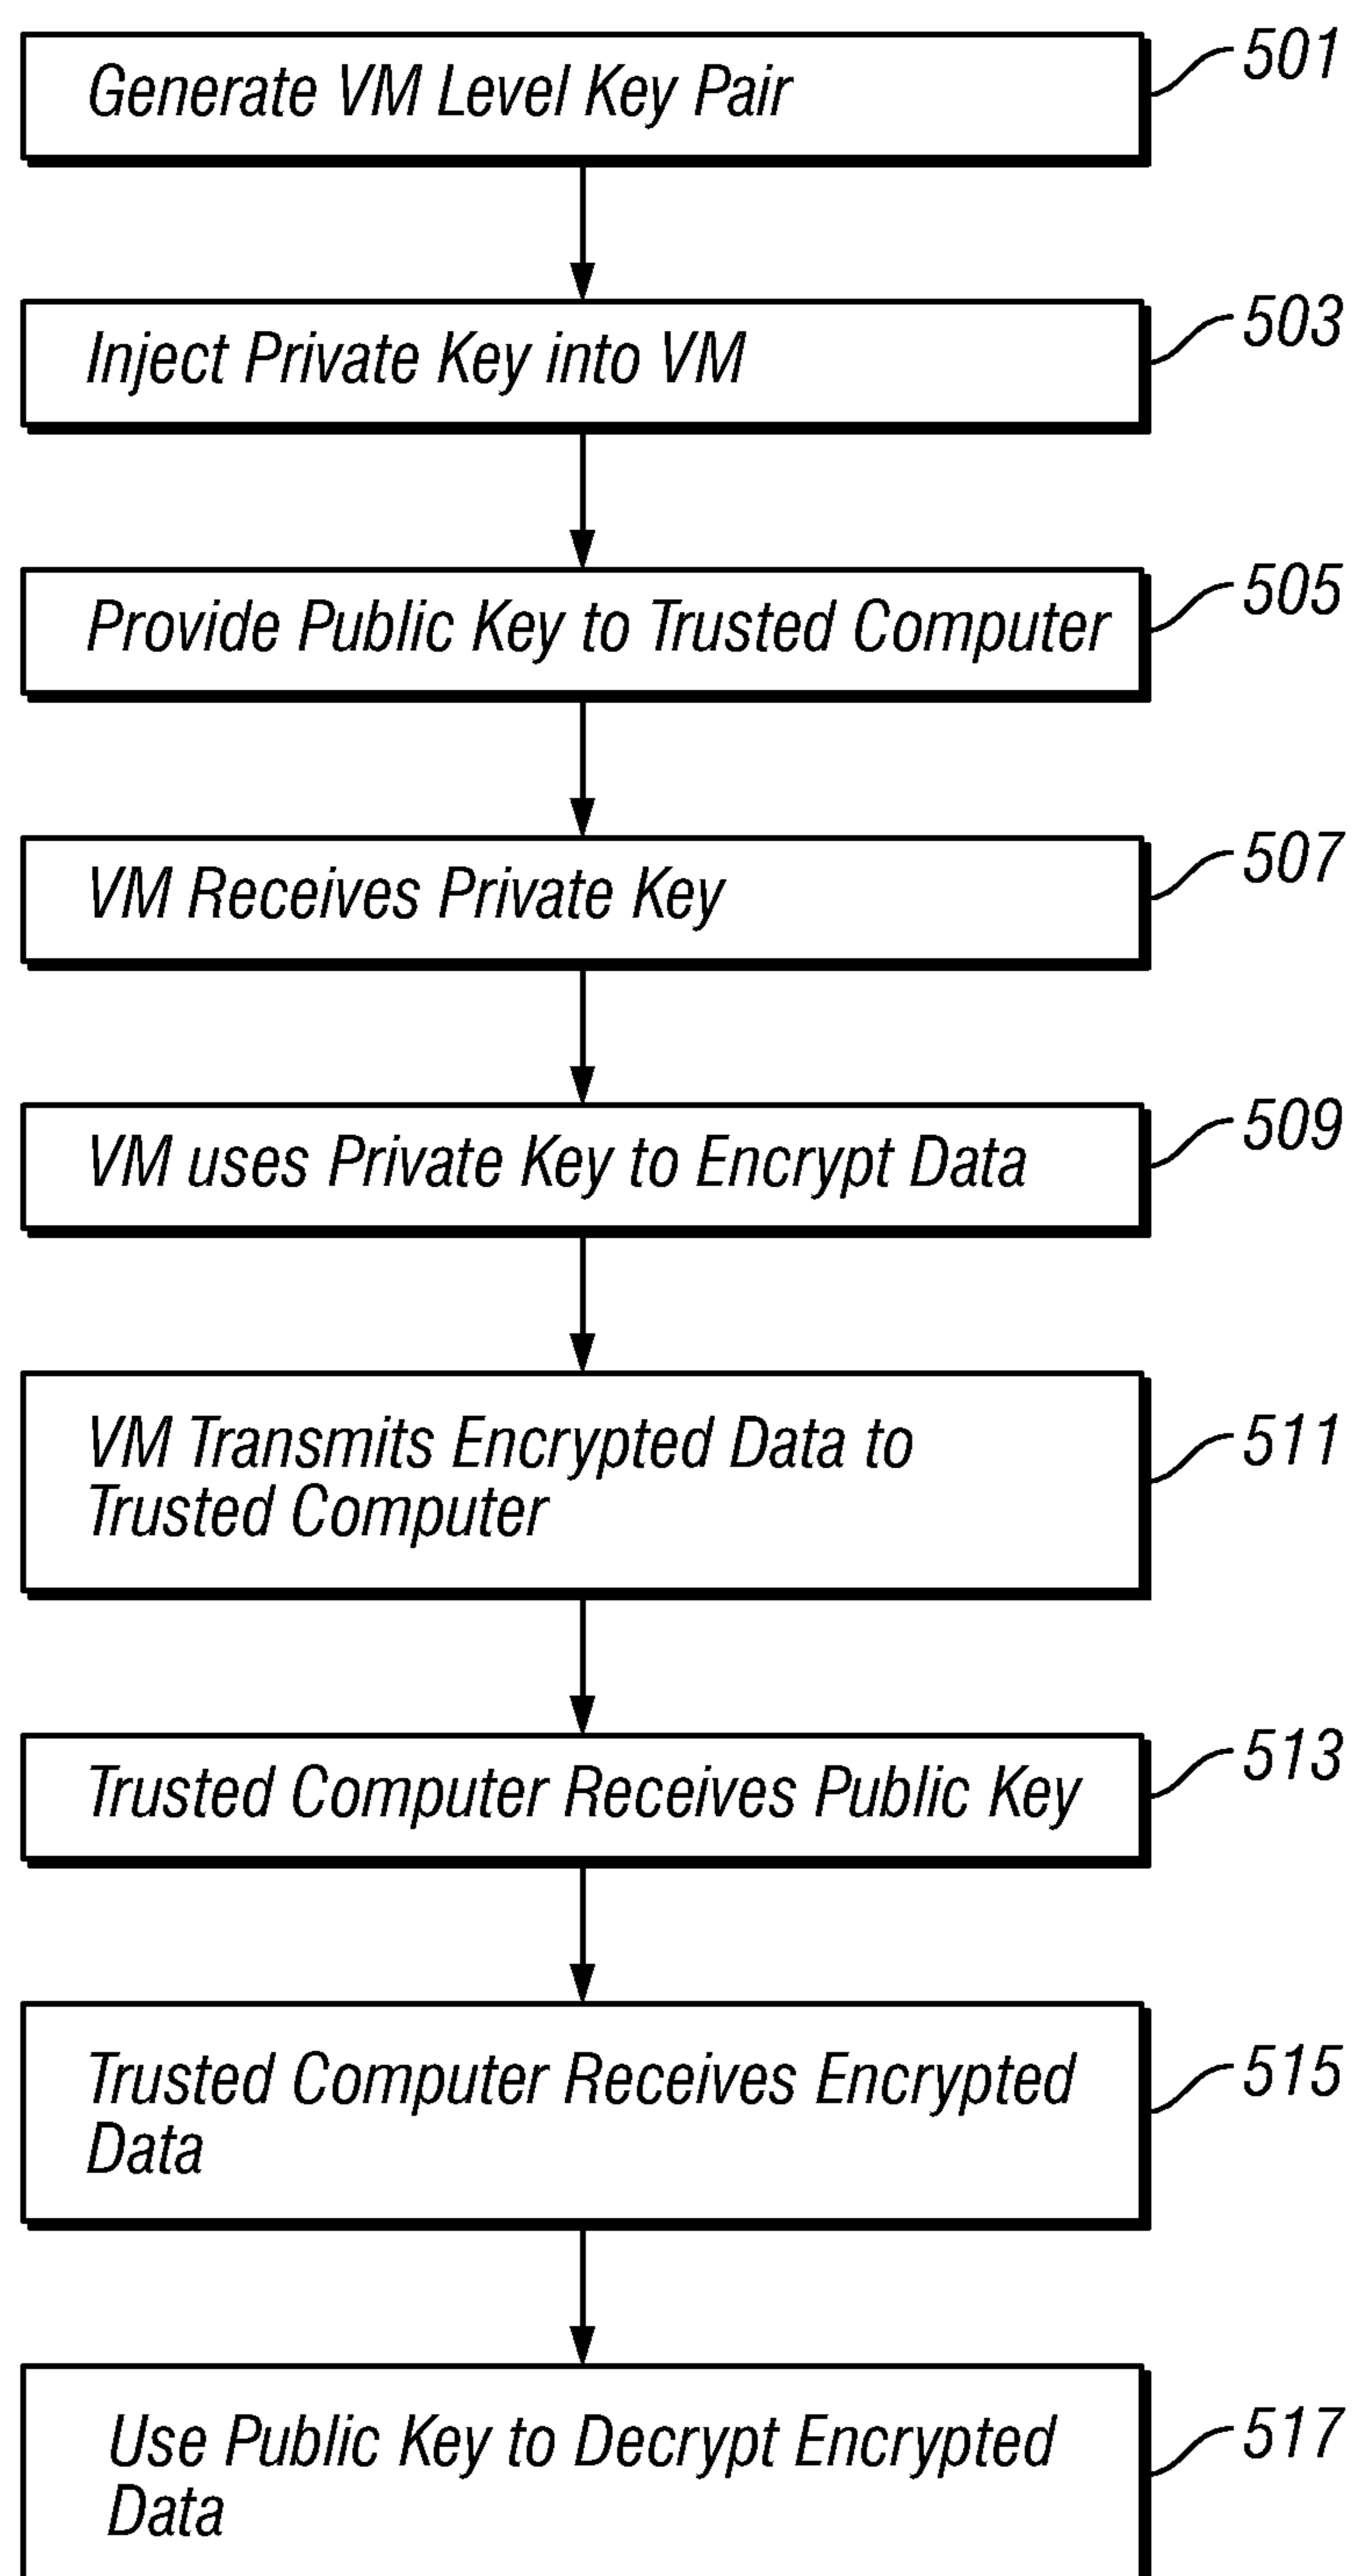 Generate VM Level Key Pair
501
Inject Private Key into VM
503
Provide Public Key to Trusted Computer
505
VM Receives Private Key
507
VM uses Private Key to Encrypt Data
509
VM Transmits Encrypted Data to
Trusted Computer
511
Trusted Computer Receives Public Key
513
Trusted Computer Receives Encrypted
Data
515
Use Public Key to Decrypt Encrypted
Data
517